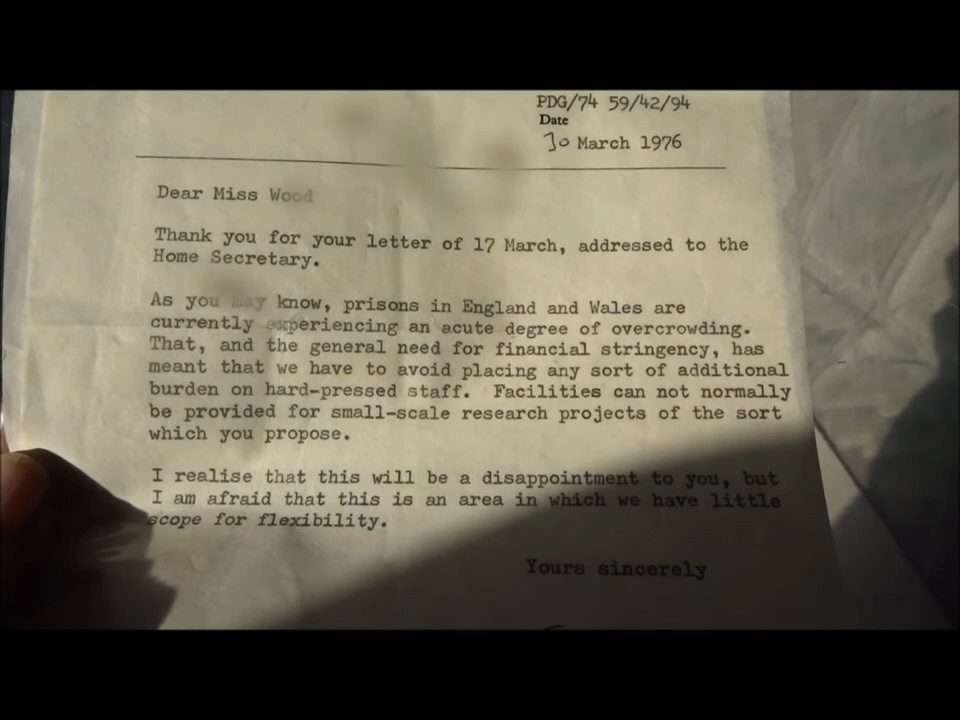 PDG/74 59/42/94
Date
30 March 1976
Dear Miss Wood
Thank you for your letter of 17 March, addressed to the
Home Secretary.
As you may know, prisons in England and Wales are
currently experiencing an acute degree of overcrowding.
That, and the general need for financial stringency, has
meant that we have to avoid placing any sort of additional
burden on hard-pressed staff. Facilities can not normally
be provided for small-scale research projects of the sort
which you propose.
I realise that this will be a disappointment to you, but
I am afraid that this is an area in which we have little
scope for flexibility.
Yours sincerely